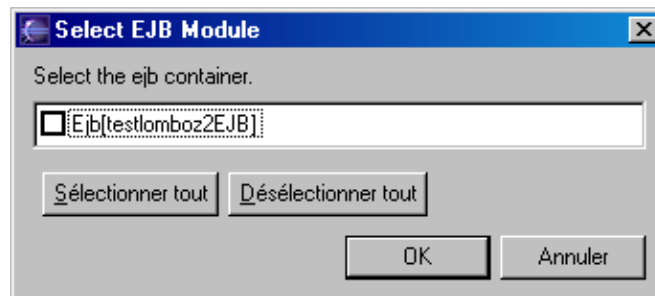 Select EJB Module
Select the ejb container.
Ejb[testlomboz2EJB]
Sélectionner tout Désélectionner tout
OK Annuler